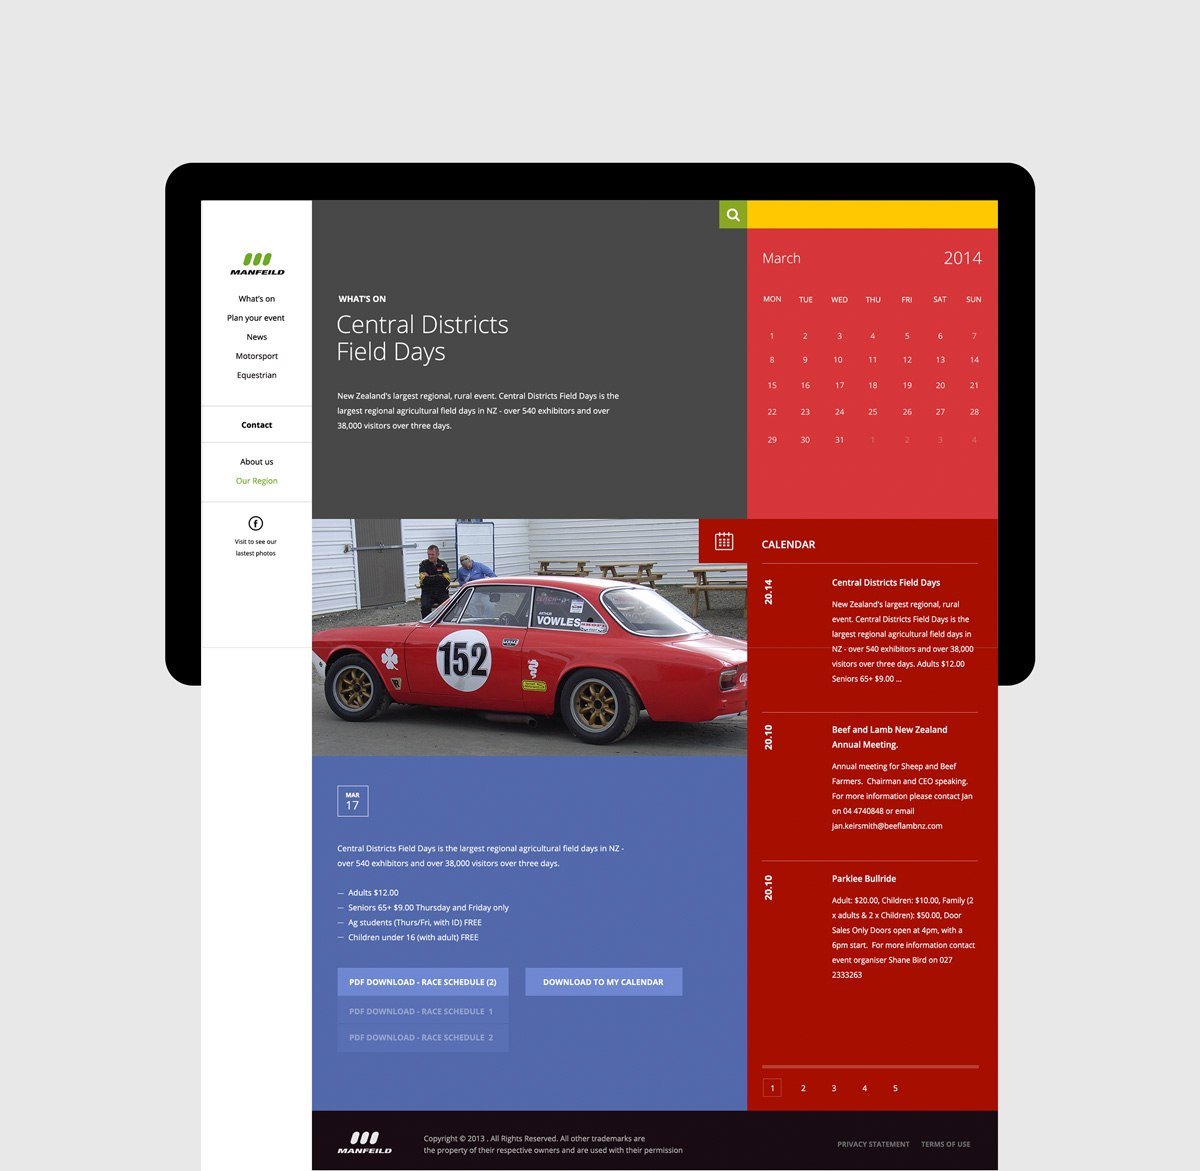 MANFEILD
What's on
Plan your event
News
Motorsport
Equestrian
Contact
About us
Our Region
Visit to see our
lastest photos
WHAT'S ON
Central Districts
Field Days
New Zealand's largest regional, rural event. Central Districts Field Days is the
largest regional agricultural field days in NZ - over 540 exhibitors and over
38,000 visitors over three days.
March 2014
MON TUE WED THU FRI SAT SUN
1 2 3 4 5 6 7
8 9 10 11 12 13 14
15 16 17 18 19 20 21
22 23 24 25 26 27 28
29 30 31 1 2 3 4
VOWLES
152
MAR
17
Central Districts Field Days is the largest regional agricultural field days in NZ -
over 540 exhibitors and over 38,000 visitors over three days.
— Adults $12.00
— Seniors 65+ $9.00 Thursday and Friday only
— Ag students (Thurs/Fri, with ID) FREE
— Children under 16 (with adult) FREE
PDF DOWNLOAD - RACE SCHEDULE (2)
PDF DOWNLOAD - RACE SCHEDULE 1
PDF DOWNLOAD - RACE SCHEDULE 2
DOWNLOAD TO MY CALENDAR
CALENDAR
20.14
Central Districts Field Days
New Zealand's largest regional, rural
event. Central Districts Field Days is the
largest regional agricultural field days in
NZ - over 540 exhibitors and over 38,000
visitors over three days. Adults $12.00
Seniors 65+ $9.00 ...
20.10
Beef and Lamb New Zealand
Annual Meeting.
Annual meeting for Sheep and Beef
Farmers. Chairman and CEO speaking.
For more information please contact Jan
on 04 4740848 or email
jan.keirsmith@beeflambnz.com
20.10
Parklee Bullride
Adult: $20.00, Children: $10.00, Family (2
x adults & 2 x Children): $50.00, Door
Sales Only Doors open at 4pm, with a
6pm start. For more information contact
event organiser Shane Bird on 027
2333263
1 2 3 4 5
MANFEILD
Copyright © 2013 . All Rights Reserved. All other trademarks are
the property of their respective owners and are used with their permission
PRIVACY STATEMENT TERMS OF USE